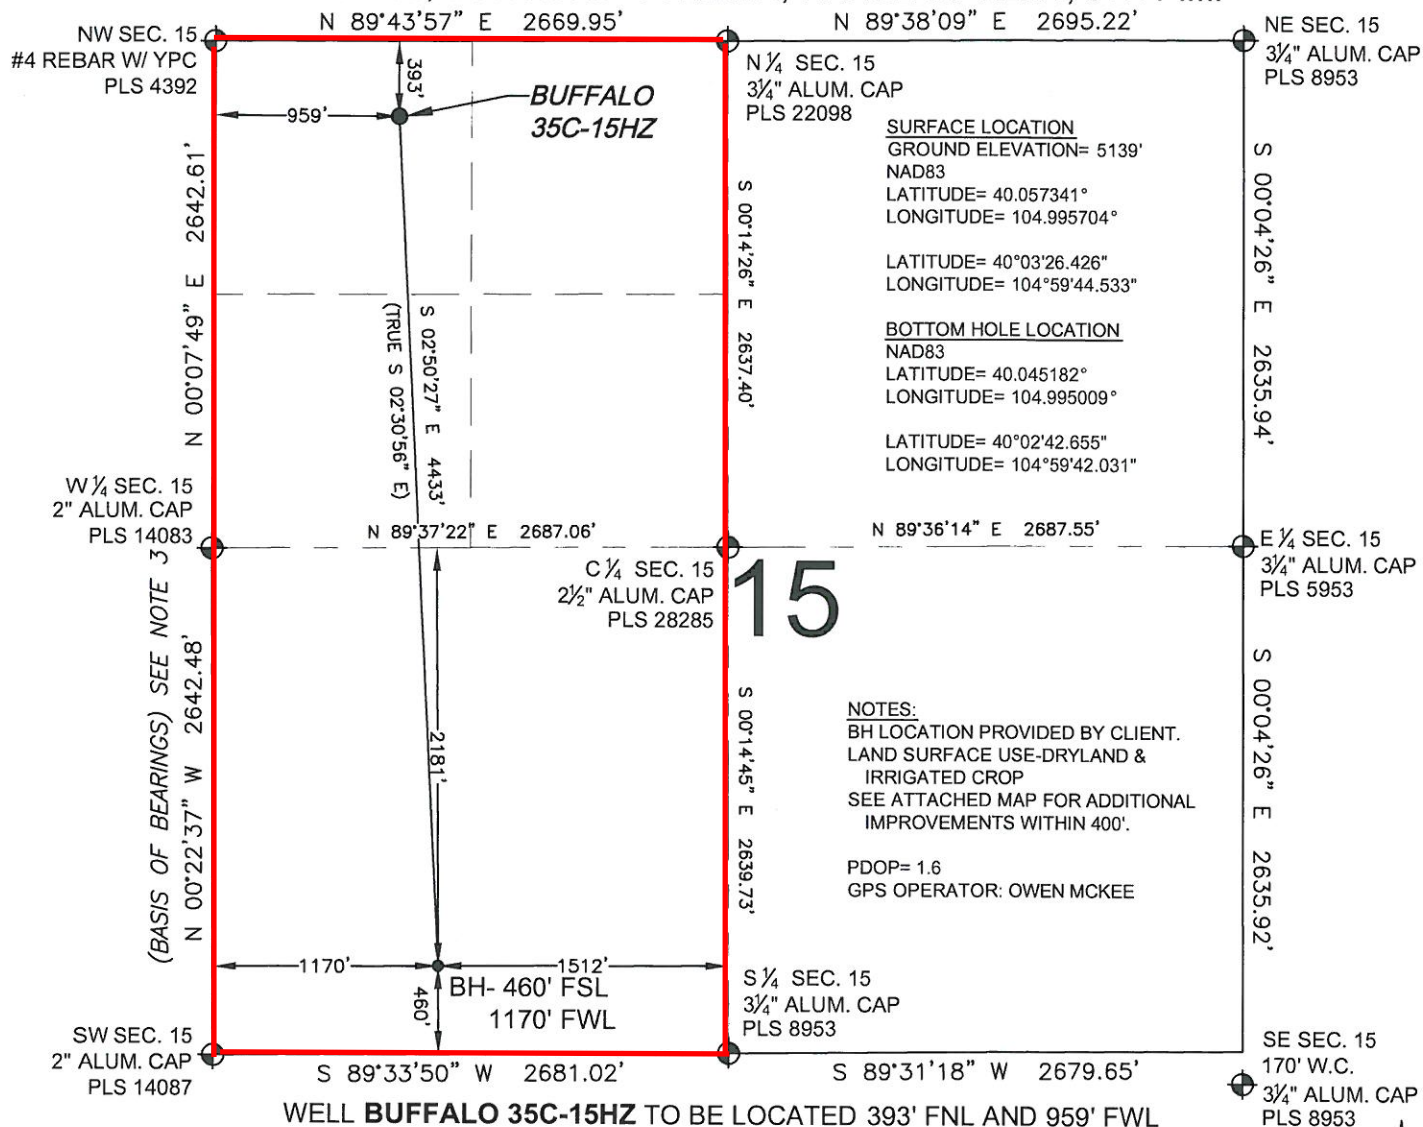 N 89°43'57" E 2669.95'
N 89°38'09" E 2695.22'
NW SEC. 15
#4 REBAR W/ YPC
PLS 4392
N ¼ SEC. 15
3¼" ALUM. CAP
PLS 22098
NE SEC. 15
3¼" ALUM. CAP
PLS 8953
393'
959'
BUFFALO
35C-15HZ
SURFACE LOCATION
GROUND ELEVATION= 5139'
NAD83
LATITUDE= 40.057341°
LONGITUDE= 104.995704°
LATITUDE= 40°03'26.426"
LONGITUDE= 104°59'44.533"
BOTTOM HOLE LOCATION
NAD83
LATITUDE= 40.045182°
LONGITUDE= 104.995009°
LATITUDE= 40°02'42.655"
LONGITUDE= 104°59'42.031"
N 00°07'49" E 2642.61'
S 02°50'27" E 4433'
(TRUE S 02°30'56" E)
S 00°14'26" E 2637.40'
S 00°04'26" E 2635.94'
W ¼ SEC. 15
2" ALUM. CAP
PLS 14083
N 89°37'22" E 2687.06'
N 89°36'14" E 2687.55'
C ¼ SEC. 15
2½" ALUM. CAP
PLS 28285
15
E ¼ SEC. 15
3¼" ALUM. CAP
PLS 5953
(BASIS OF BEARINGS) SEE NOTE 3
N 00°22'37" W 2642.48'
2181'
S 00°14'45" E 2639.73'
S 00°04'26" E 2635.92'
NOTES:
BH LOCATION PROVIDED BY CLIENT.
LAND SURFACE USE-DRYLAND &
IRRIGATED CROP
SEE ATTACHED MAP FOR ADDITIONAL
IMPROVEMENTS WITHIN 400'.
PDOP= 1.6
GPS OPERATOR: OWEN MCKEE
1170'
1512'
460'
BH- 460' FSL
1170' FWL
SW SEC. 15
2" ALUM. CAP
PLS 14087
S ¼ SEC. 15
3¼" ALUM. CAP
PLS 8953
SE SEC. 15
170' W.C.
3¼" ALUM. CAP
PLS 8953
S 89°33'50" W 2681.02'
S 89°31'18" W 2679.65'
WELL BUFFALO 35C-15HZ TO BE LOCATED 393' FNL AND 959' FWL